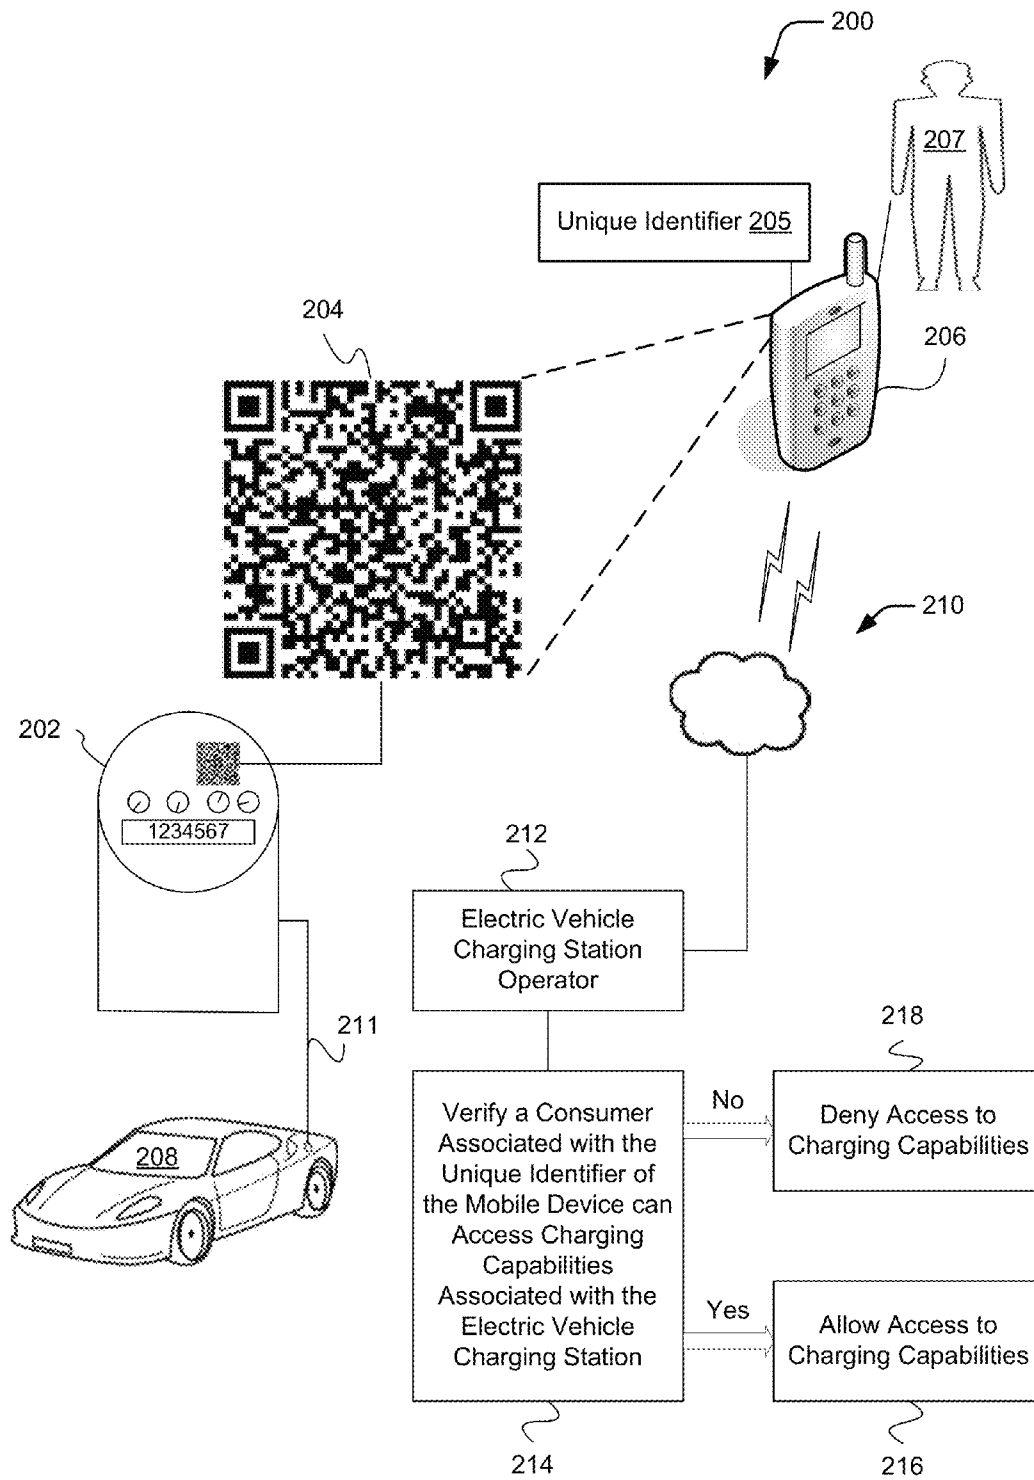 200
207
Unique Identifier 205
204
206
210
202
1234567
212
Electric Vehicle
Charging Station
Operator
211
218
208
Verify a Consumer
Associated with the
Unique Identifier of
the Mobile Device can
Access Charging
Capabilities
Associated with the
Electric Vehicle
Charging Station
No
Deny Access to
Charging Capabilities
Yes
Allow Access to
Charging Capabilities
214
216